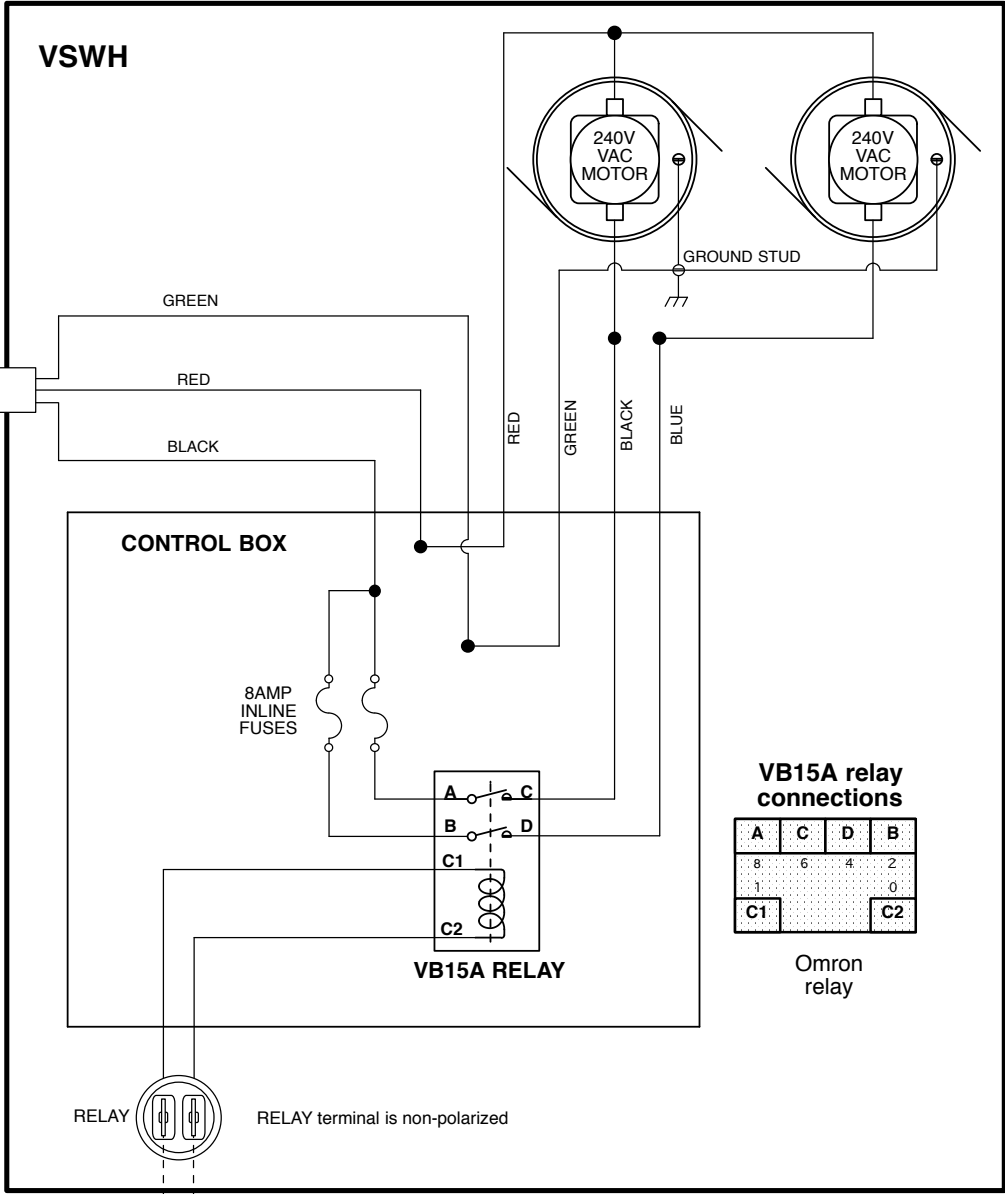 VSWH
240V
VAC
MOTOR
240V
VAC
MOTOR
GROUND STUD
GREEN
RED
BLACK
RED
GREEN
BLACK
BLUE
CONTROL BOX
8AMP
INLINE
FUSES
A
C
B
D
C1
C2
VB15A RELAY
VB15A relay
connections
A C D B
8 6 4 2
1 0
C1 C2
Omron
relay
RELAY
RELAY terminal is non-polarized